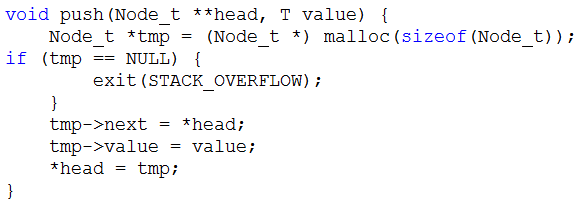 void push(Node_t **head, T value) {
    Node_t *tmp = (Node_t *) malloc(sizeof(Node_t));
if (tmp == NULL) {
        exit(STACK_OVERFLOW);
    }
    tmp->next = *head;
    tmp->value = value;
    *head = tmp;
}